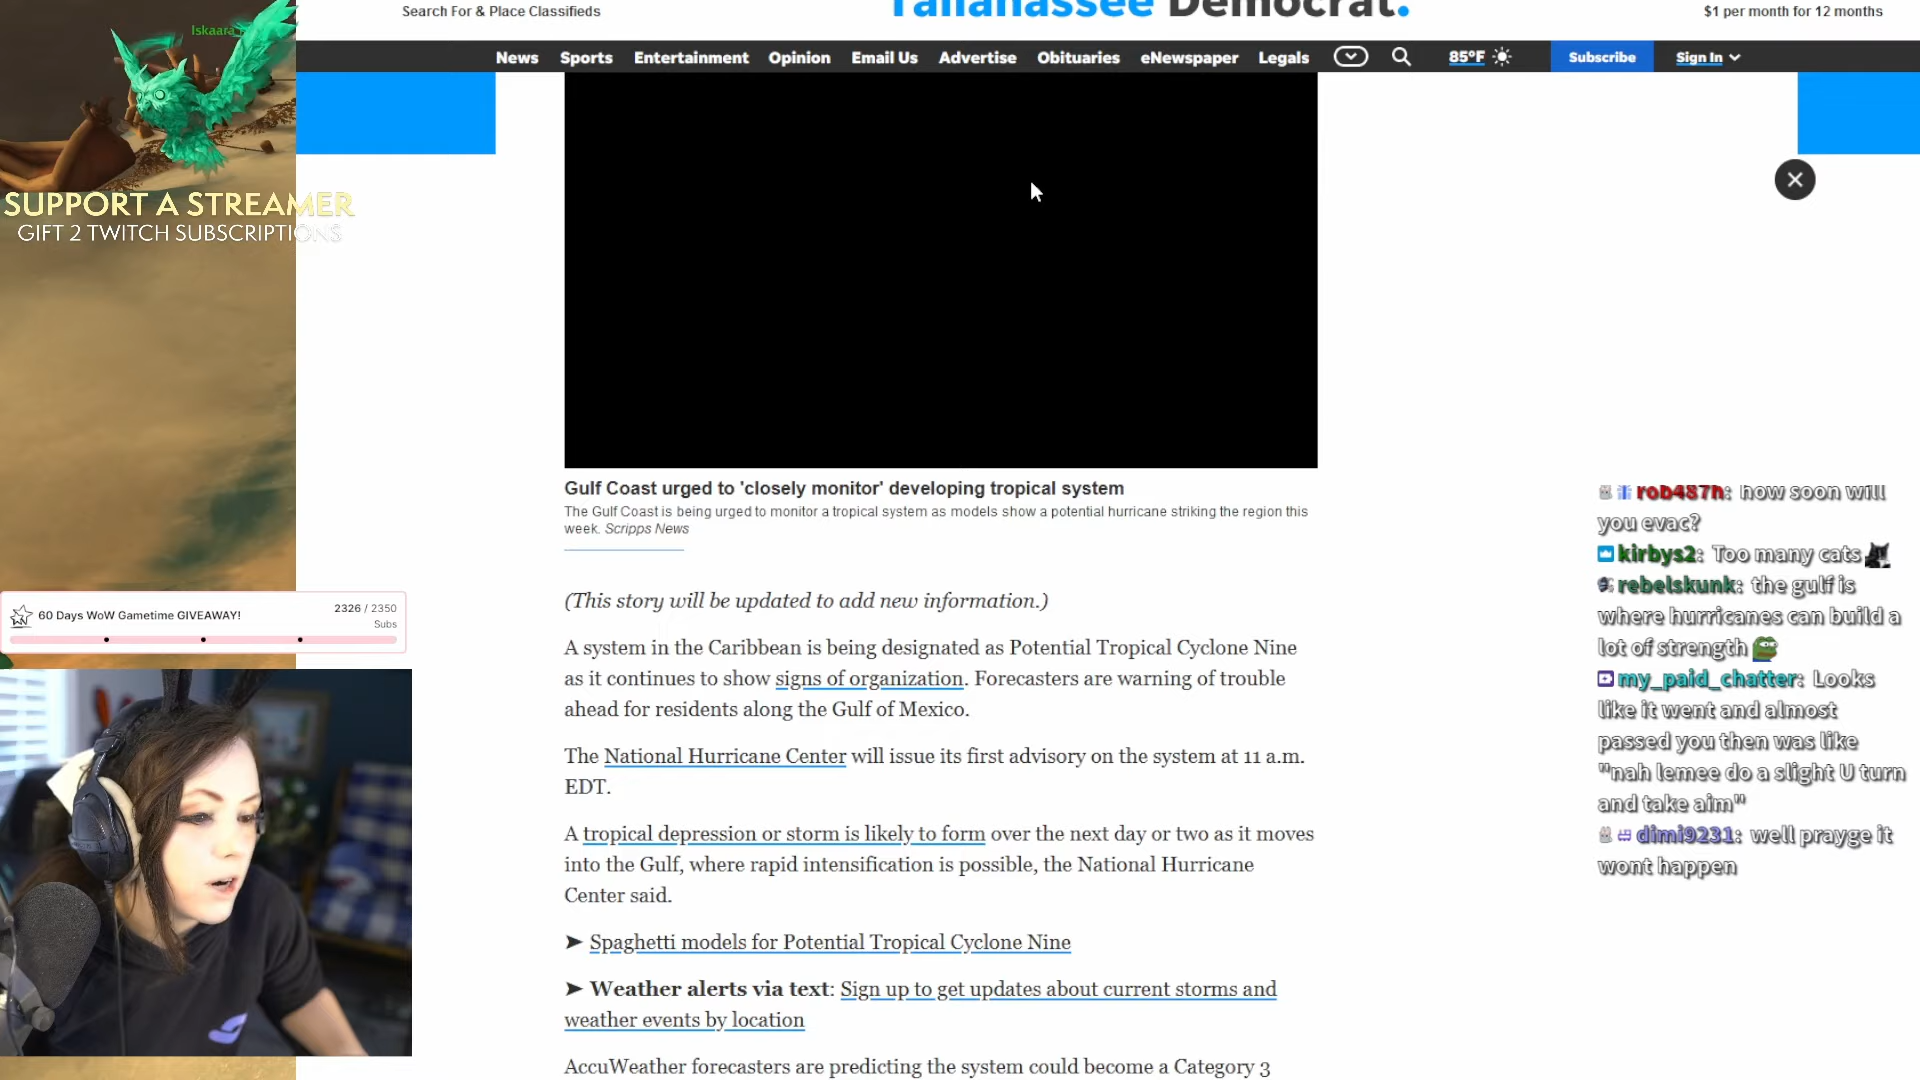 Search For & Place Classifieds
Tallahassee Democrat.
$1 per month for 12 months
Iskaara
News Sports Entertainment Opinion Email Us Advertise Obituaries eNewspaper Legals 85°F Subscribe Sign In
SUPPORT A STREAMER
GIFT 2 TWITCH SUBSCRIPTIONS
60 Days WoW Gametime GIVEAWAY! 2326 / 2350
Subs
Gulf Coast urged to 'closely monitor' developing tropical system
The Gulf Coast is being urged to monitor a tropical system as models show a potential hurricane striking the region this
week. Scripps News
(This story will be updated to add new information.)
A system in the Caribbean is being designated as Potential Tropical Cyclone Nine
as it continues to show signs of organization. Forecasters are warning of trouble
ahead for residents along the Gulf of Mexico.
The National Hurricane Center will issue its first advisory on the system at 11 a.m.
EDT.
A tropical depression or storm is likely to form over the next day or two as it moves
into the Gulf, where rapid intensification is possible, the National Hurricane
Center said.
➤ Spaghetti models for Potential Tropical Cyclone Nine
➤ Weather alerts via text: Sign up to get updates about current storms and
weather events by location
AccuWeather forecasters are predicting the system could become a Category 3
rob487h: how soon will
you evac?
kirbys2: Too many cats
rebelskunk: the gulf is
where hurricanes can build a
lot of strength
my_paid_chatter: Looks
like it went and almost
passed you then was like
"nah lemee do a slight U turn
and take aim"
dimi9231: well prayge it
wont happen